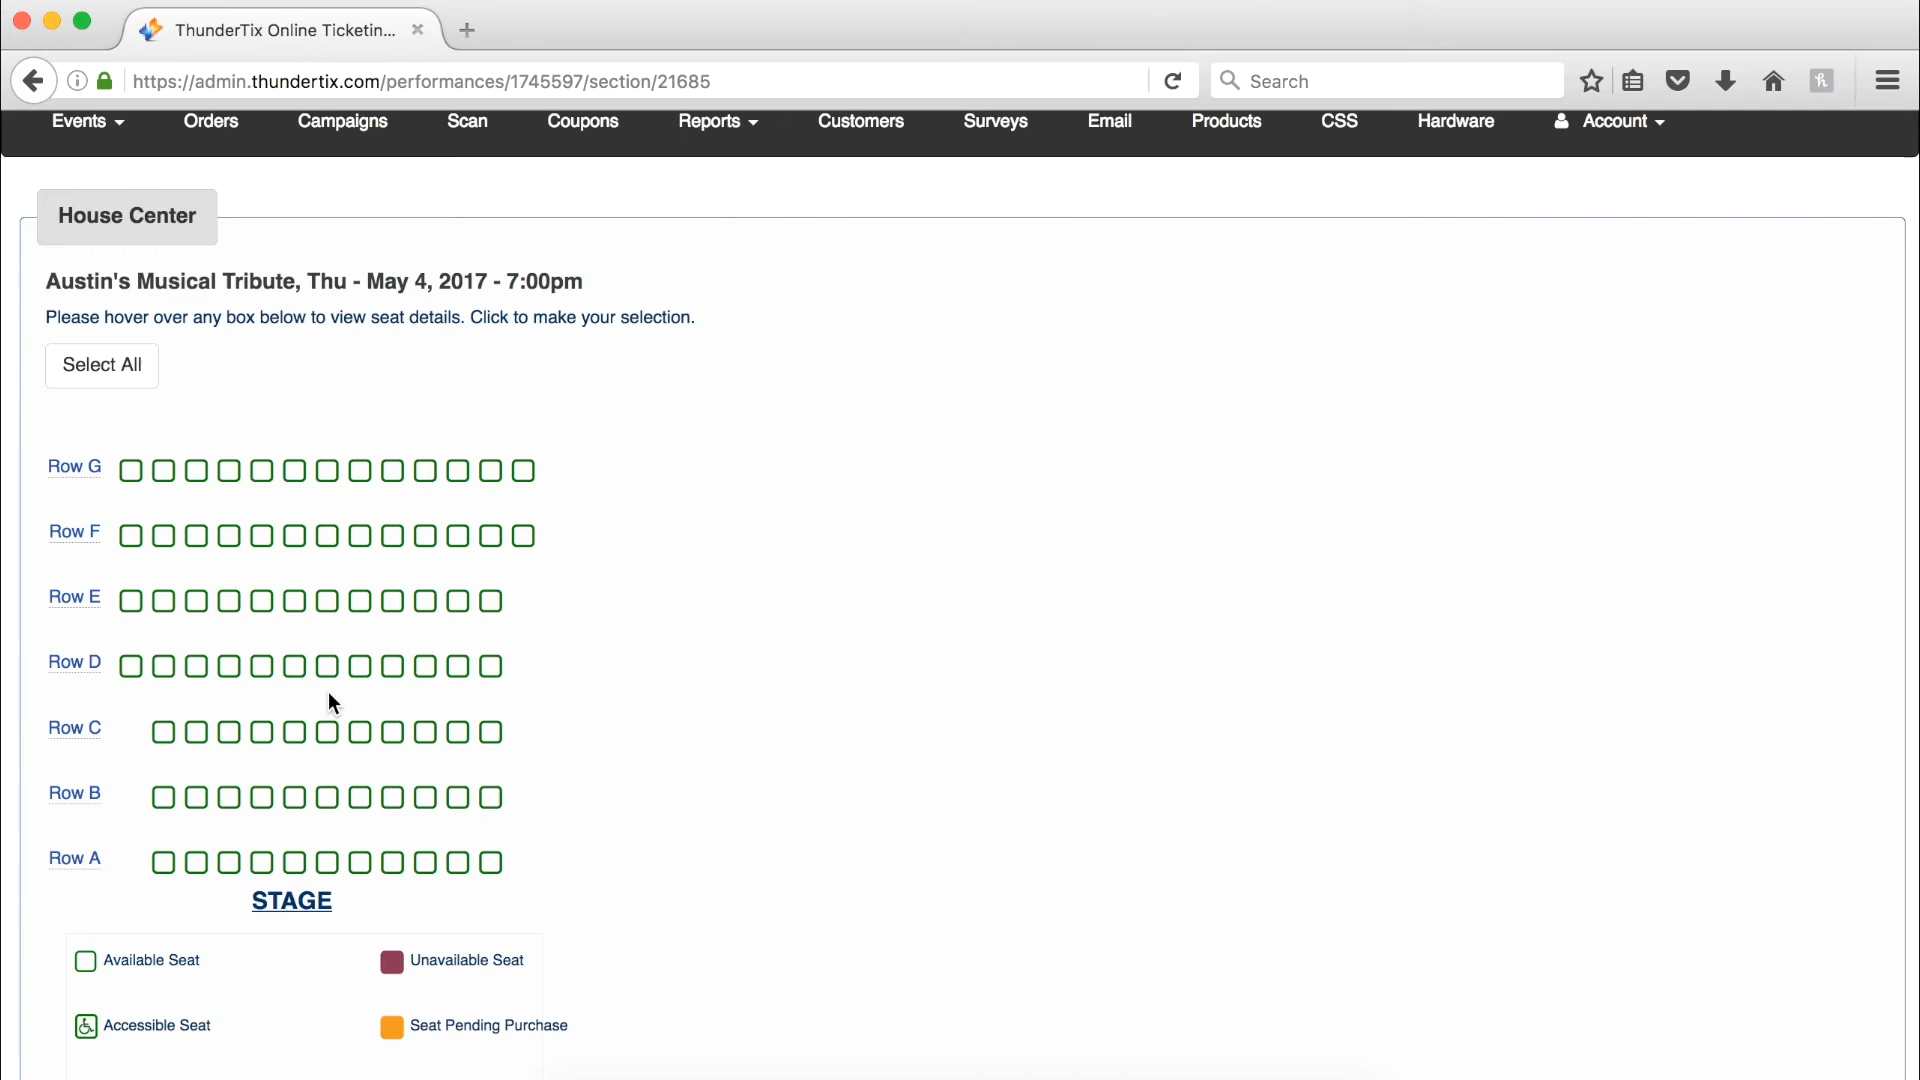 ThunderTix Online Ticketin...
https://admin.thundertix.com/performances/1745597/section/21685
Search
Events Orders Campaigns Scan Coupons Reports Customers Surveys Email Products CSS Hardware Account
House Center
Austin's Musical Tribute, Thu - May 4, 2017 - 7:00pm
Please hover over any box below to view seat details. Click to make your selection.
Select All
Row G
Row F
Row E
Row D
Row C
Row B
Row A
STAGE
Available Seat Unavailable Seat
Accessible Seat Seat Pending Purchase